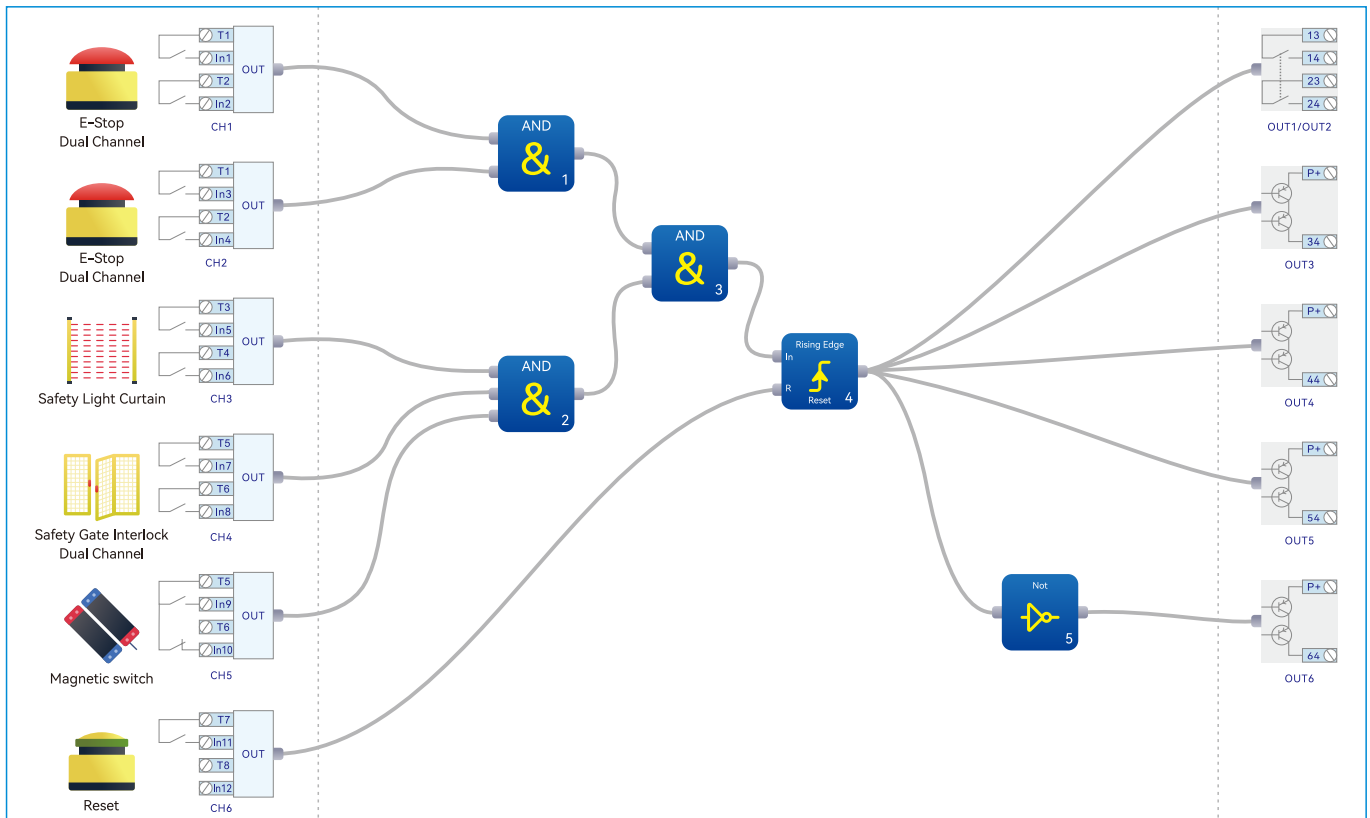 T1
In1
T2
In2
OUT
CH1
E-Stop
Dual Channel
T1
In3
T2
In4
OUT
CH2
E-Stop
Dual Channel
T3
In5
T4
In6
OUT
CH3
Safety Light Curtain
T5
In7
T6
In8
OUT
CH4
Safety Gate Interlock
Dual Channel
T5
In9
T6
In10
OUT
CH5
Magnetic switch
T7
In11
T8
In12
OUT
CH6
Reset
AND
&
1
AND
&
2
AND
&
3
Rising Edge
In
R
Reset
4
Not
5
13
14
23
24
OUT1/OUT2
P+
34
OUT3
P+
44
OUT4
P+
54
OUT5
P+
64
OUT6